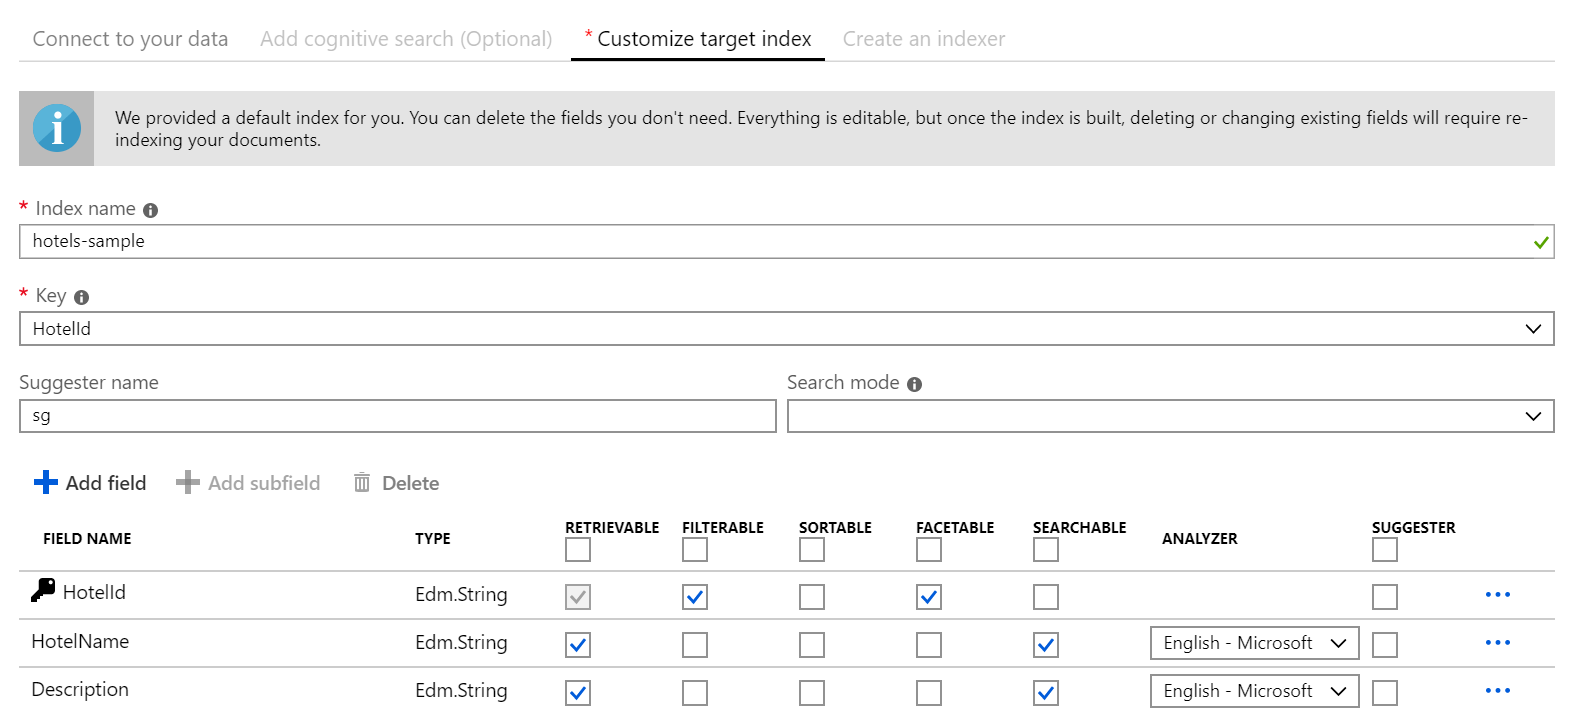 Connect to your data Add cognitive search (Optional) * Customize target index Create an indexer
We provided a default index for you. You can delete the fields you don't need. Everything is editable, but once the index is built, deleting or changing existing fields will require re-
indexing your documents.
* Index name
hotels-sample
* Key
HotelId
Suggester name Search mode
sg
Add field Add subfield Delete
FIELD NAME TYPE RETRIEVABLE FILTERABLE SORTABLE FACETABLE SEARCHABLE ANALYZER SUGGESTER
HotelId Edm.String
HotelName Edm.String English - Microsoft
Description Edm.String English - Microsoft